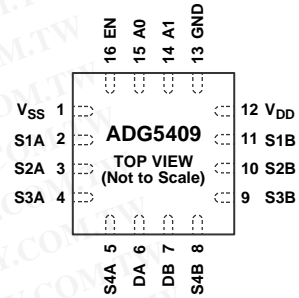 16 EN
15 A0
14 A1
13 GND
VSS 1
S1A 2
S2A 3
S3A 4
ADG5409
TOP VIEW
(Not to Scale)
12 VDD
11 S1B
10 S2B
9 S3B
S4A 5
DA 6
DB 7
S4B 8